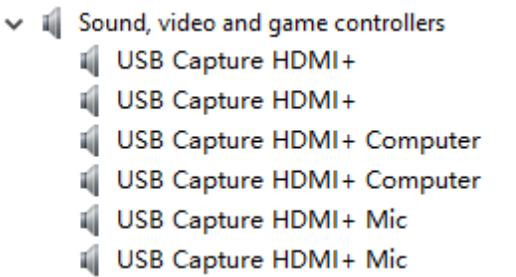 Sound, video and game controllers
USB Capture HDMI+
USB Capture HDMI+
USB Capture HDMI+ Computer
USB Capture HDMI+ Computer
USB Capture HDMI+ Mic
USB Capture HDMI+ Mic